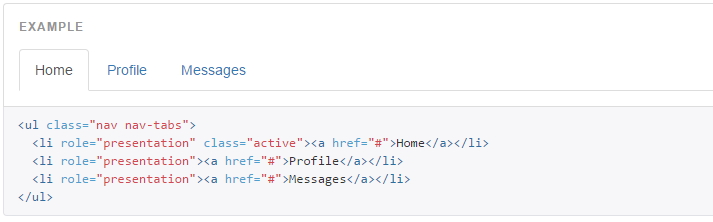 EXAMPLE
Home Profile Messages
<ul class="nav nav-tabs">
  <li role="presentation" class="active"><a href="#">Home</a></li>
  <li role="presentation"><a href="#">Profile</a></li>
  <li role="presentation"><a href="#">Messages</a></li>
</ul>